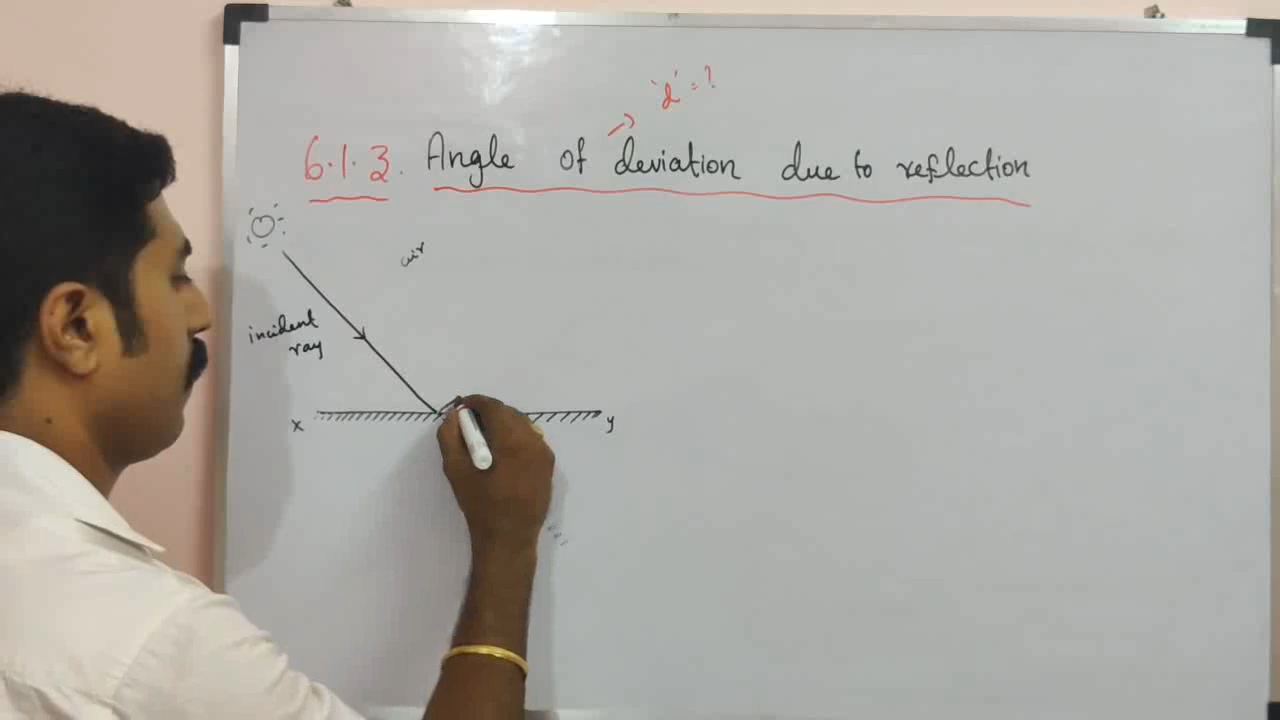 'd' = ?
6.1.3. Angle of deviation due to reflection
air
incident
ray
x
y